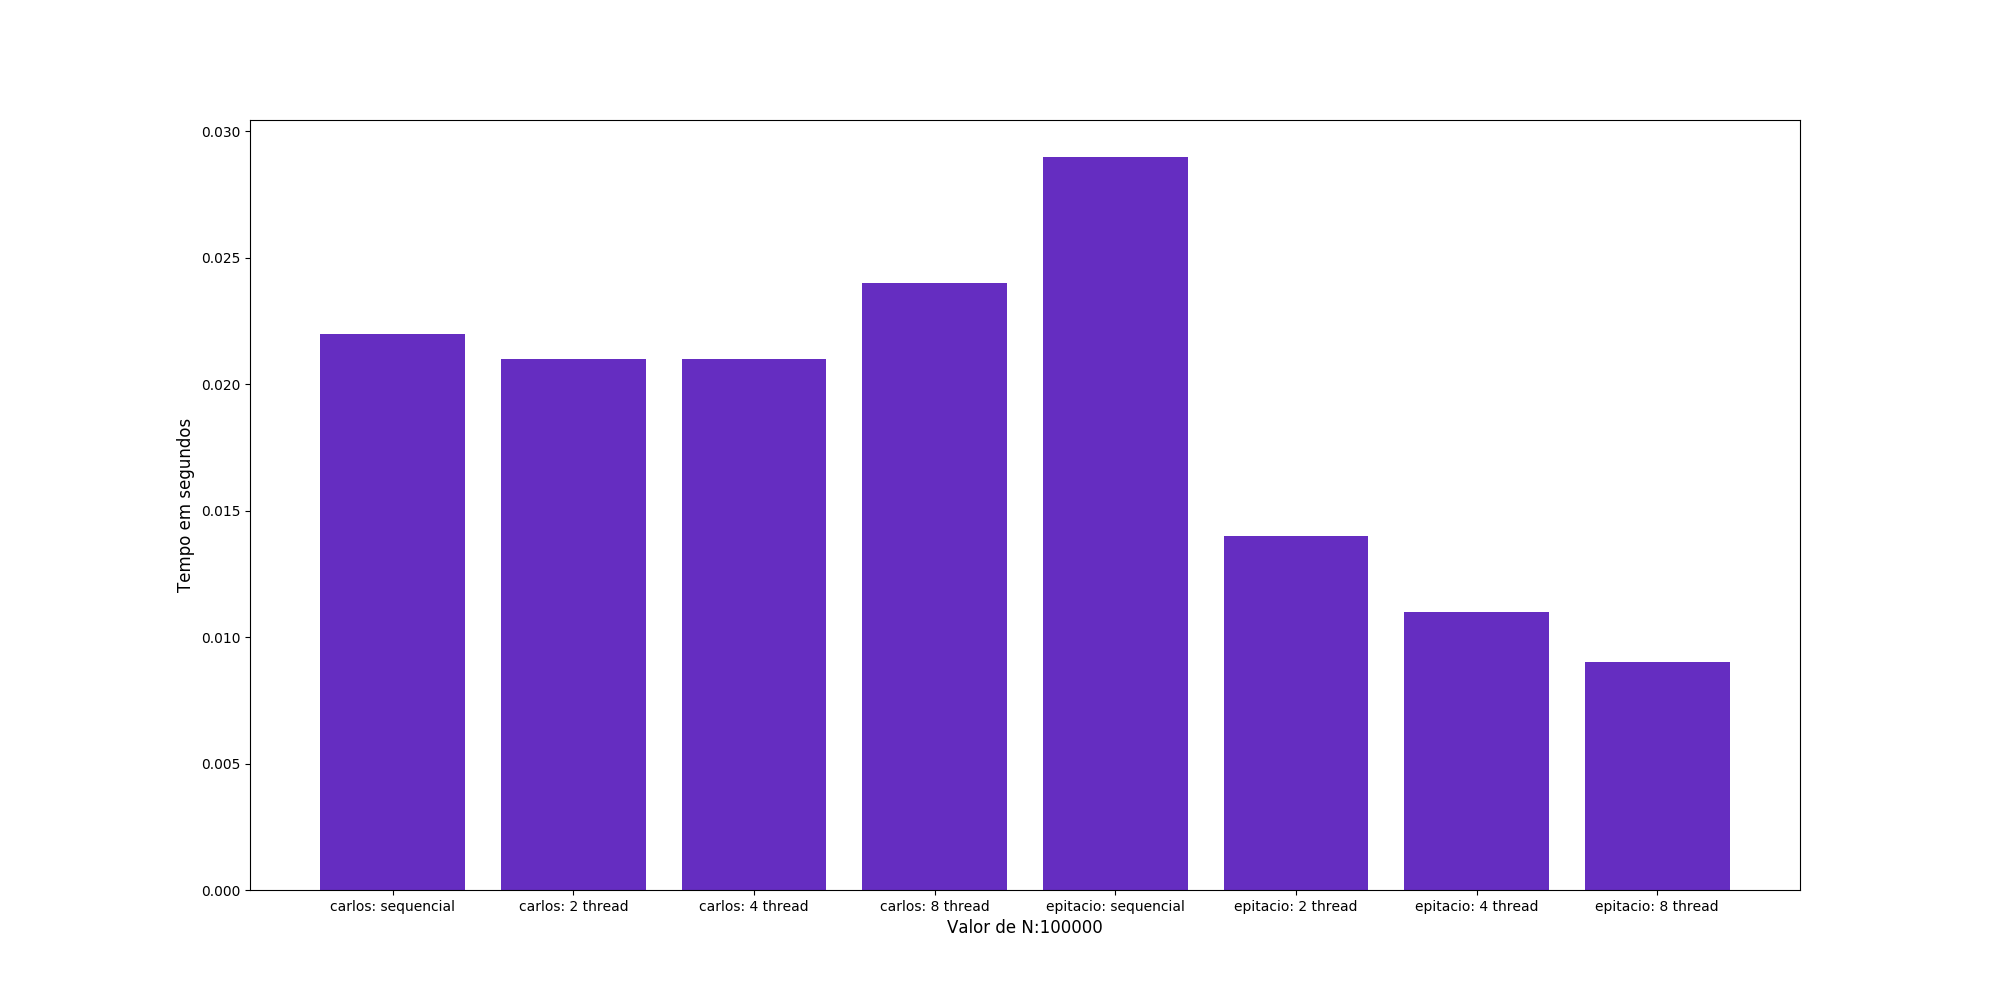 0.030
0.025
0.020
0.015
0.010
0.005
0.000
Tempo em segundos
carlos: sequencial
carlos: 2 thread
carlos: 4 thread
carlos: 8 thread
epitacio: sequencial
epitacio: 2 thread
epitacio: 4 thread
epitacio: 8 thread
Valor de N:100000